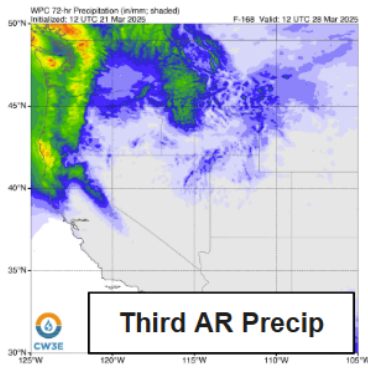 WPC 72-hr Precipitation (in/mm; shaded)
Initialized: 12 UTC 21 Mar 2025 F-168 Valid: 12 UTC 28 Mar 2025
50°N
45°N
40°N
35°N
30°N
125°W 120°W 115°W 110°W 105°W
CW3E
Third AR Precip